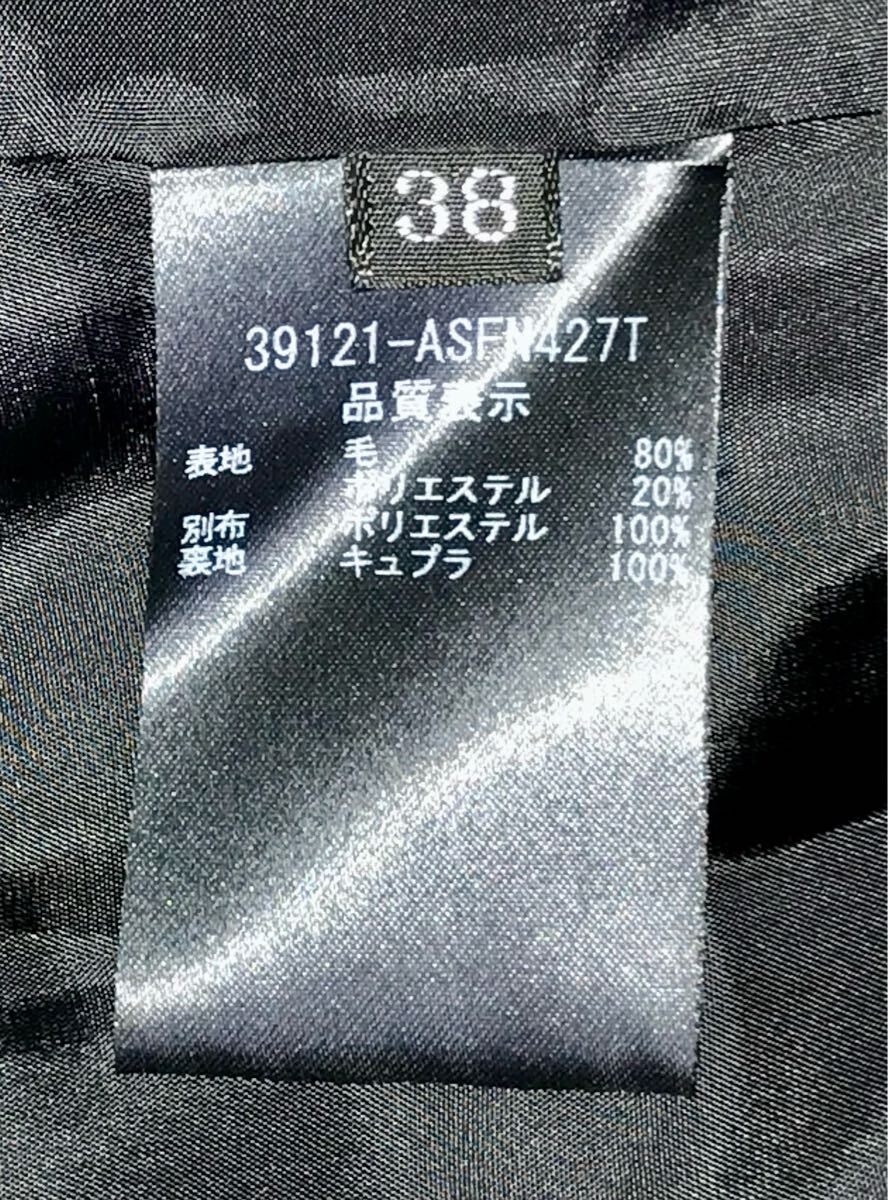 38
39121-ASFN427T
品質表示
表地 毛 80%
ポリエステル 20%
別布 ポリエステル 100%
裏地 キュプラ 100%